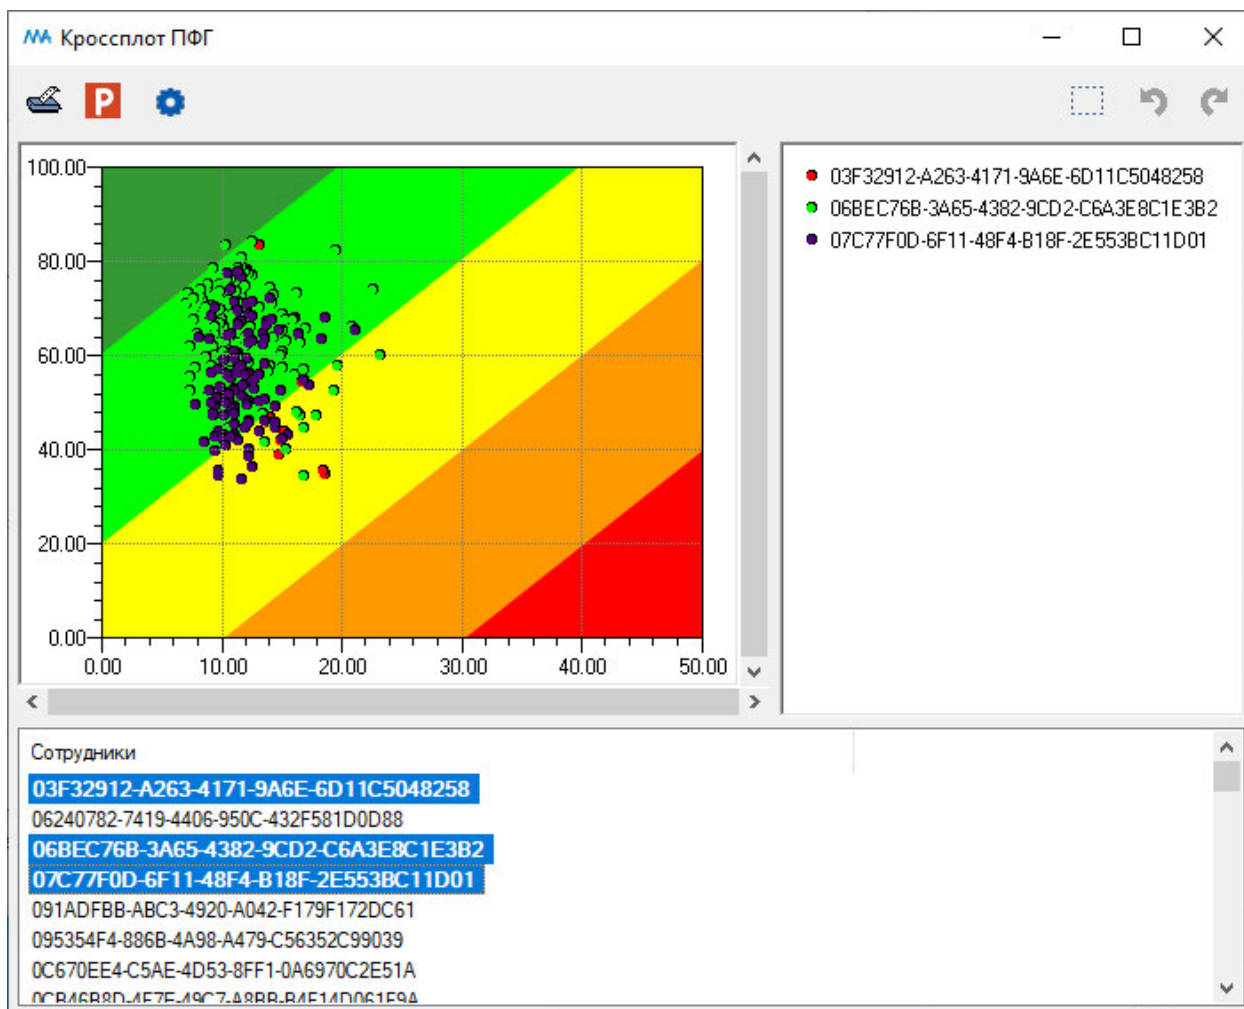 Кроссплот ПФГ
P
100.00
80.00
60.00
40.00
20.00
0.00
0.00 10.00 20.00 30.00 40.00 50.00
03F32912-A263-4171-9A6E-6D11C5048258
06BEC76B-3A65-4382-9CD2-C6A3E8C1E3B2
07C77F0D-6F11-48F4-B18F-2E553BC11D01
Сотрудники
03F32912-A263-4171-9A6E-6D11C5048258
06240782-7419-4406-950C-432F581D0D88
06BEC76B-3A65-4382-9CD2-C6A3E8C1E3B2
07C77F0D-6F11-48F4-B18F-2E553BC11D01
091ADFBB-ABC3-4920-A042-F179F172DC61
095354F4-886B-4A98-A479-C56352C99039
0C670EE4-C5AE-4D53-8FF1-0A6970C2E51A